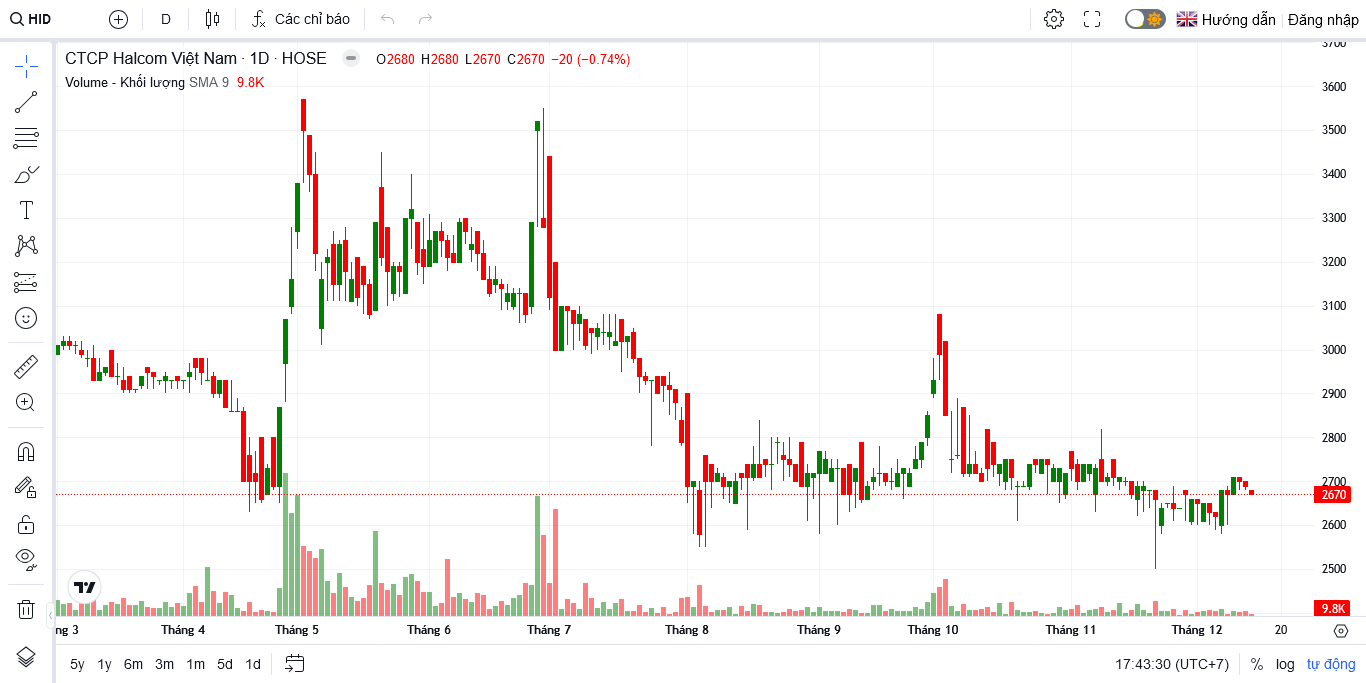 HID D Các chỉ báo Hướng dẫn Đăng nhập
CTCP Halcom Việt Nam · 1D · HOSE O2680 H2680 L2670 C2670 −20 (−0.74%)
Volume - Khối lượng SMA 9 9.8K
3700
3600
3500
3400
3300
3200
3100
3000
2900
2800
2700
2670
2600
2500
9.8K
ng 3 Tháng 4 Tháng 5 Tháng 6 Tháng 7 Tháng 8 Tháng 9 Tháng 10 Tháng 11 Tháng 12 20
5y 1y 6m 3m 1m 5d 1d 17:43:30 (UTC+7) % log tự động